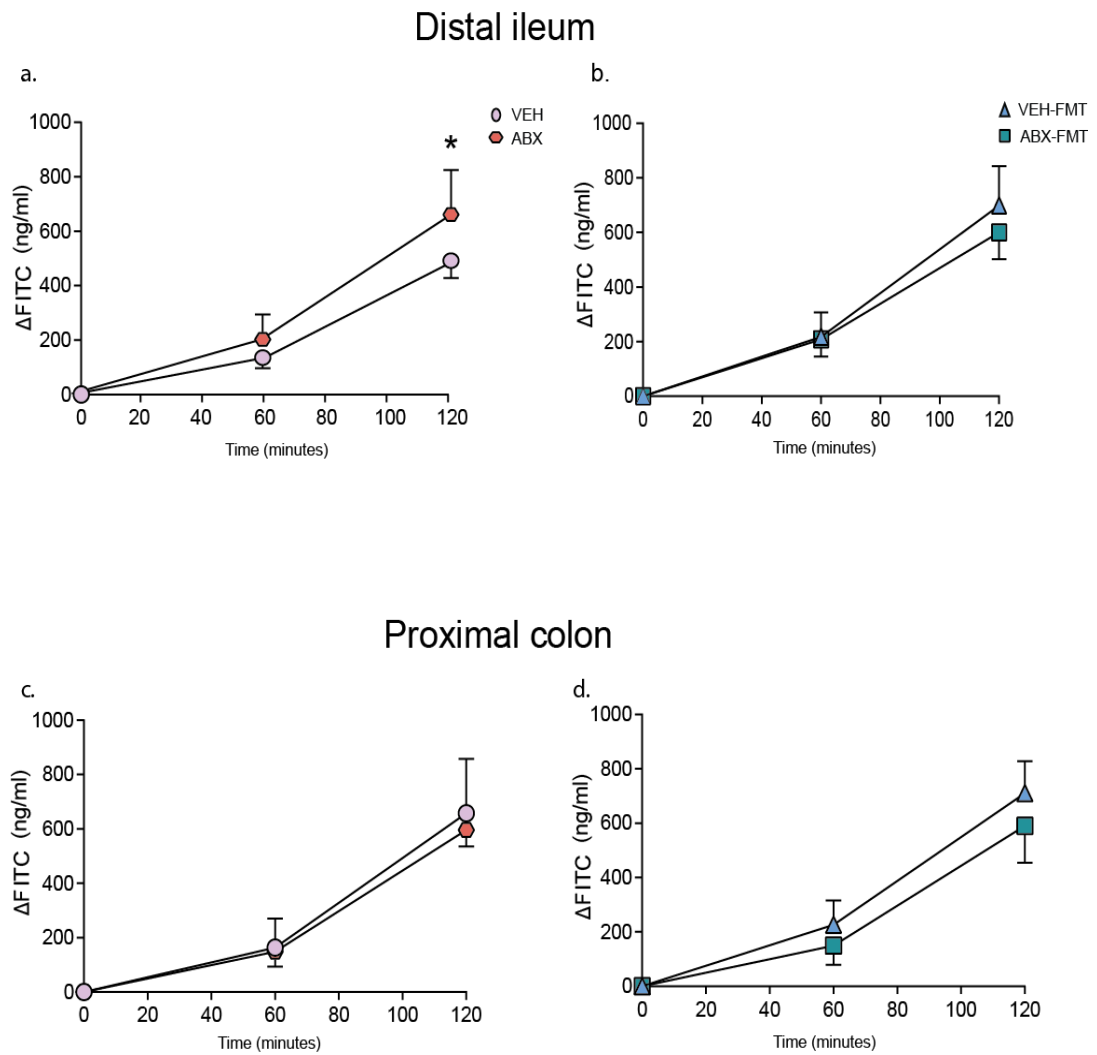 Distal ileum
a.
VEH
ABX
*
1000
800
600
400
200
0
ΔFITC (ng/ml)
0 20 40 60 80 100 120
Time (minutes)
b.
VEH-FMT
ABX-FMT
1000
800
600
400
200
0
ΔFITC (ng/ml)
0 20 40 60 80 100 120
Time (minutes)
Proximal colon
c.
1000
800
600
400
200
0
ΔFITC (ng/ml)
0 20 40 60 80 100 120
Time (minutes)
d.
1000
800
600
400
200
0
ΔFITC (ng/ml)
0 20 40 60 80 100 120
Time (minutes)